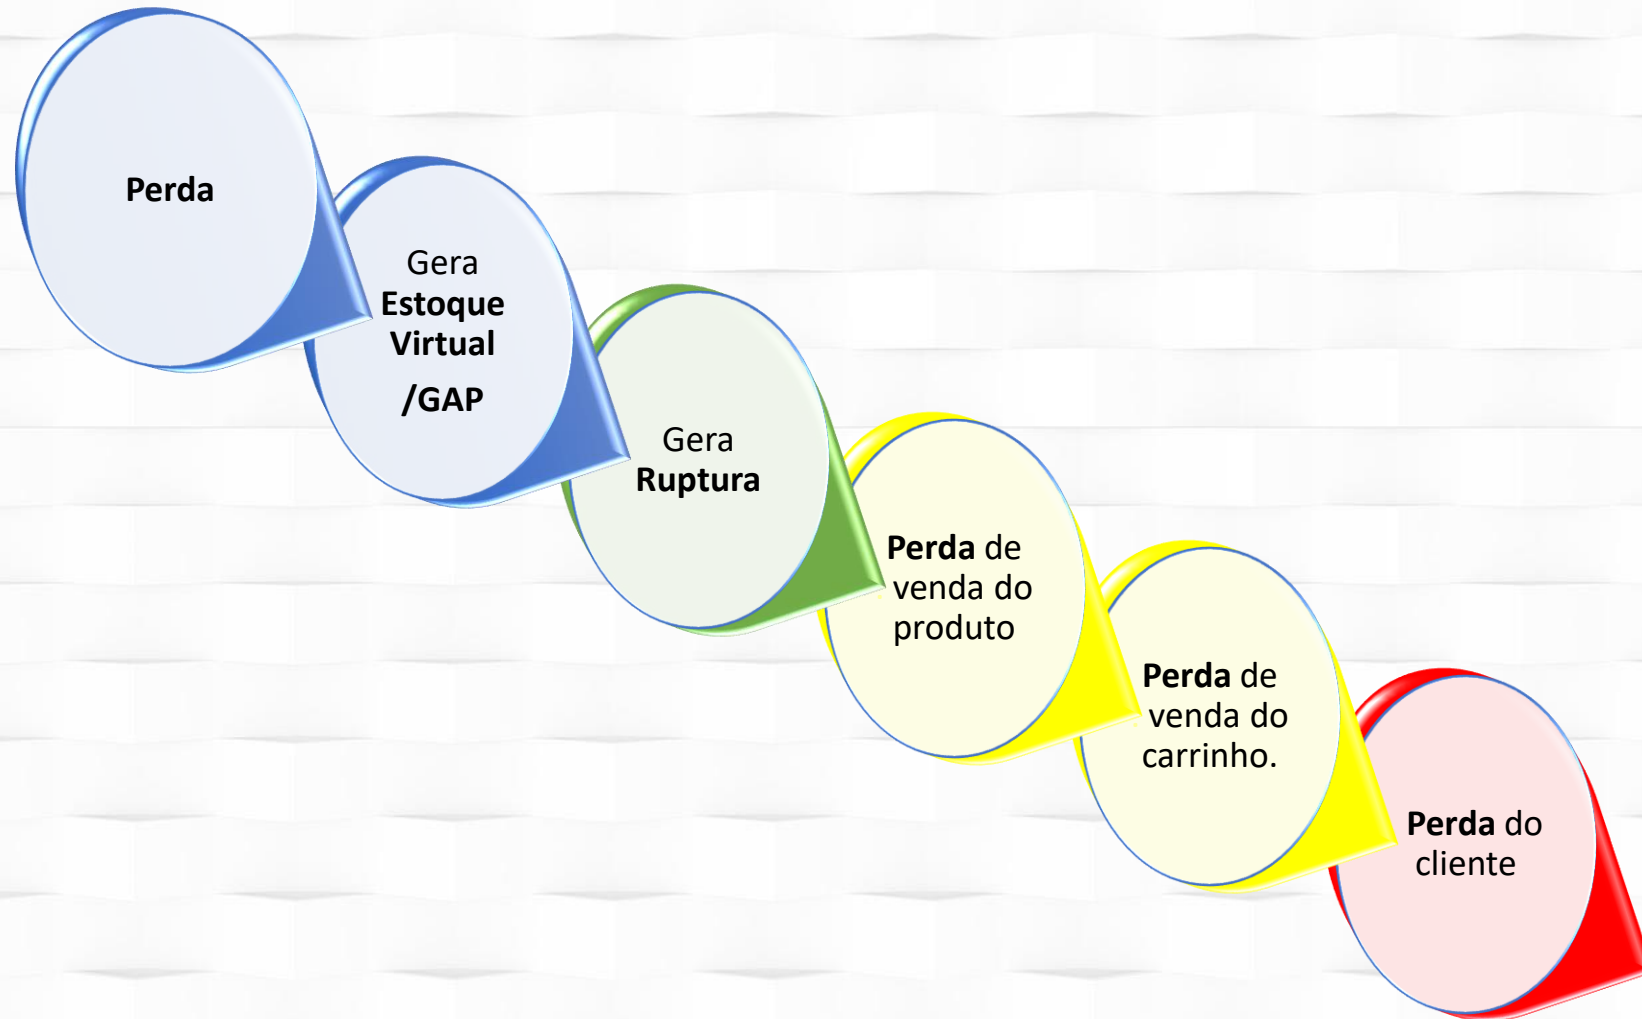 Perda
Gera
Estoque
Virtual
/GAP
Gera
Ruptura
Perda de
venda do
produto
Perda de
venda do
carrinho.
Perda do
cliente